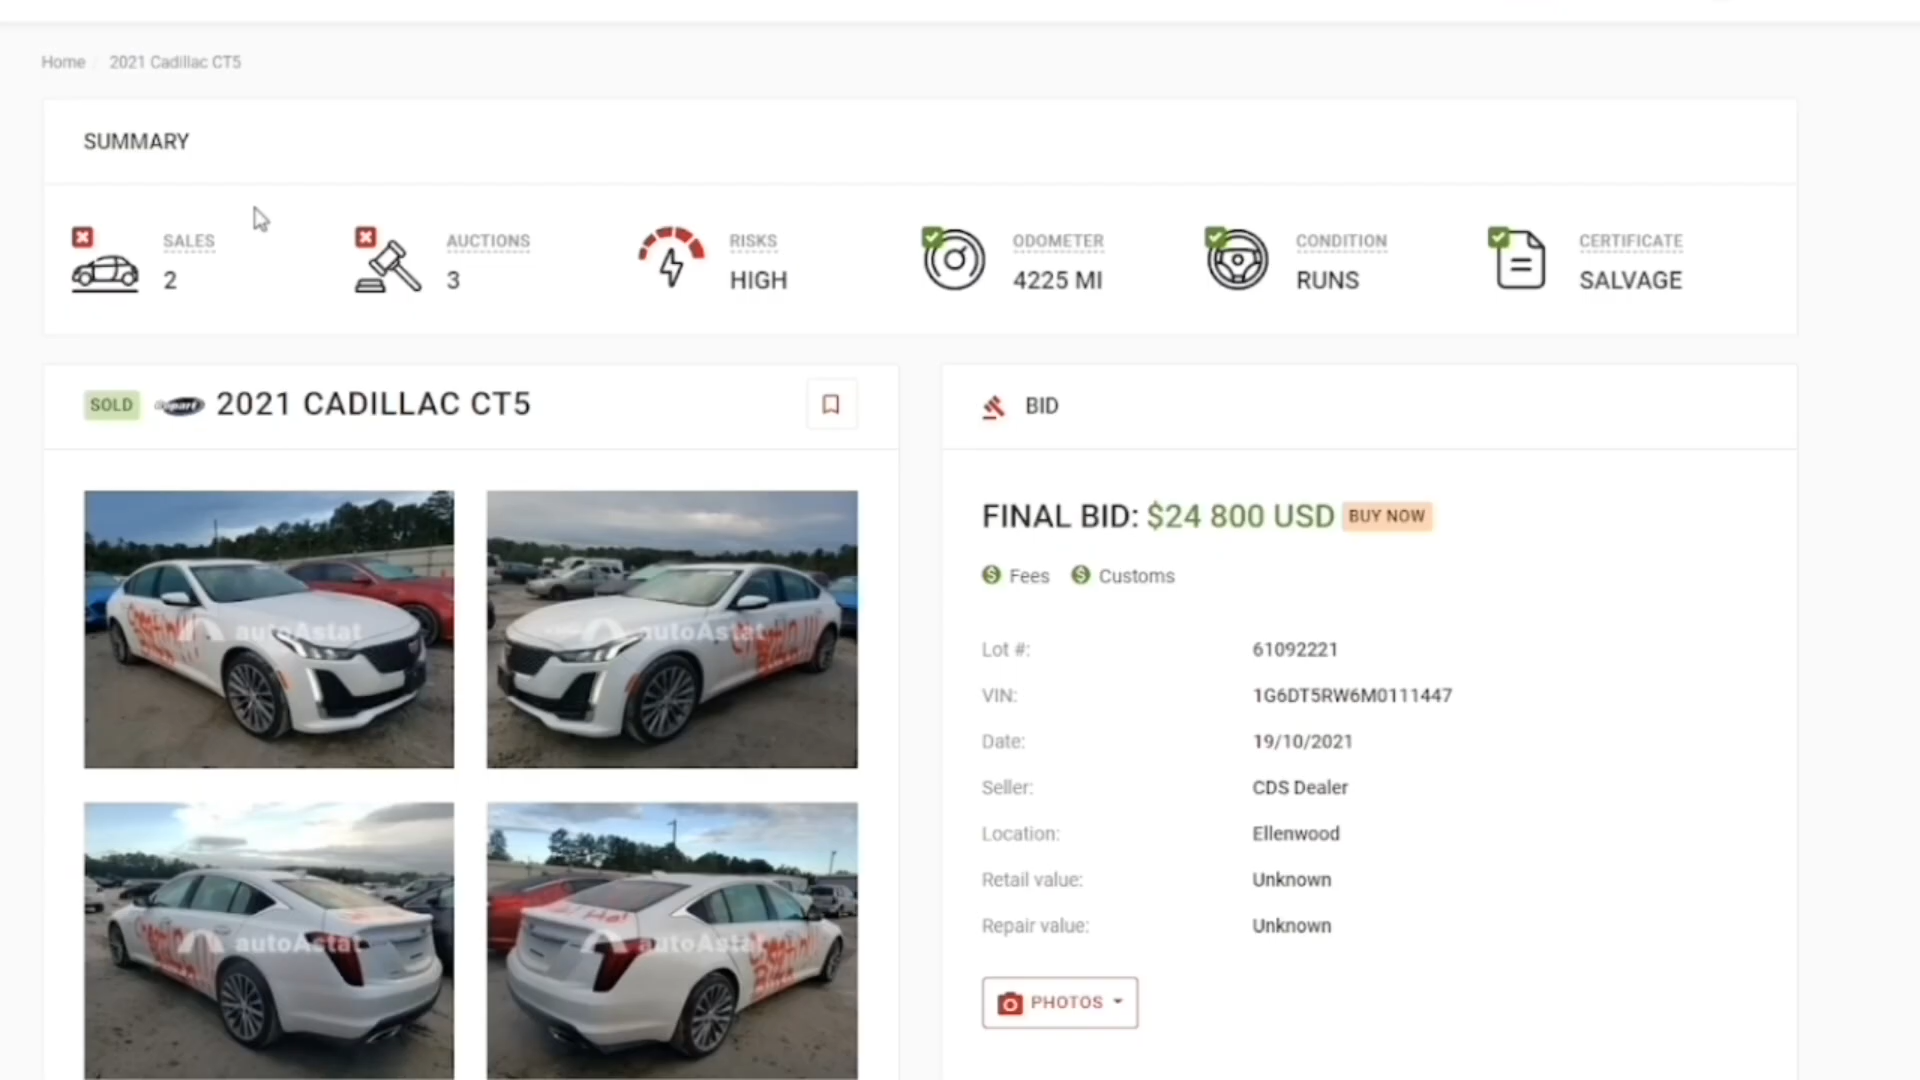 Home / 2021 Cadillac CT5
SUMMARY
SALES
2
AUCTIONS
3
RISKS
HIGH
ODOMETER
4225 MI
CONDITION
RUNS
CERTIFICATE
SALVAGE
SOLD copart 2021 CADILLAC CT5
autoAstat
autoAstat
autoAstat
autoAstat
BID
FINAL BID: $24 800 USD BUY NOW
Fees Customs
Lot #: 61092221
VIN: 1G6DT5RW6M0111447
Date: 19/10/2021
Seller: CDS Dealer
Location: Ellenwood
Retail value: Unknown
Repair value: Unknown
PHOTOS